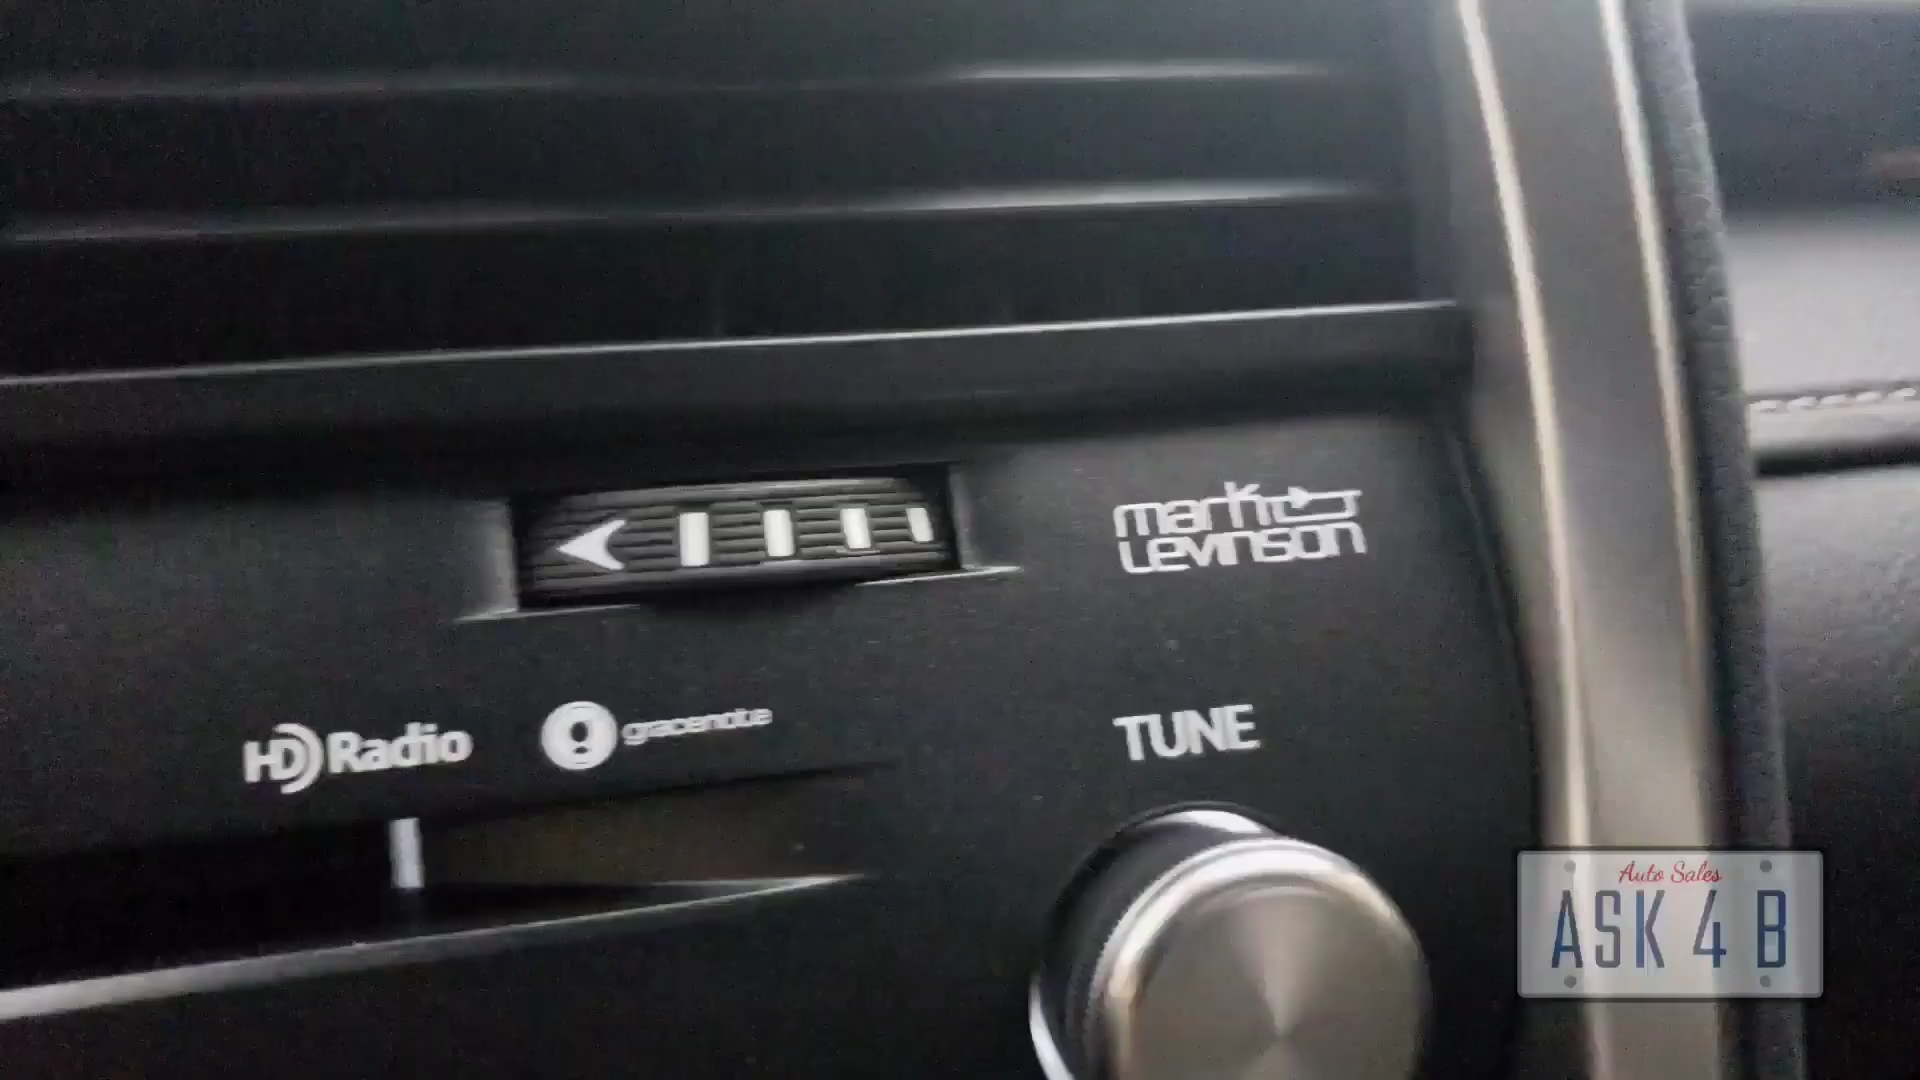 mark
Levinson
HD Radio
gracenote
TUNE
Auto Sales
ASK 4 B